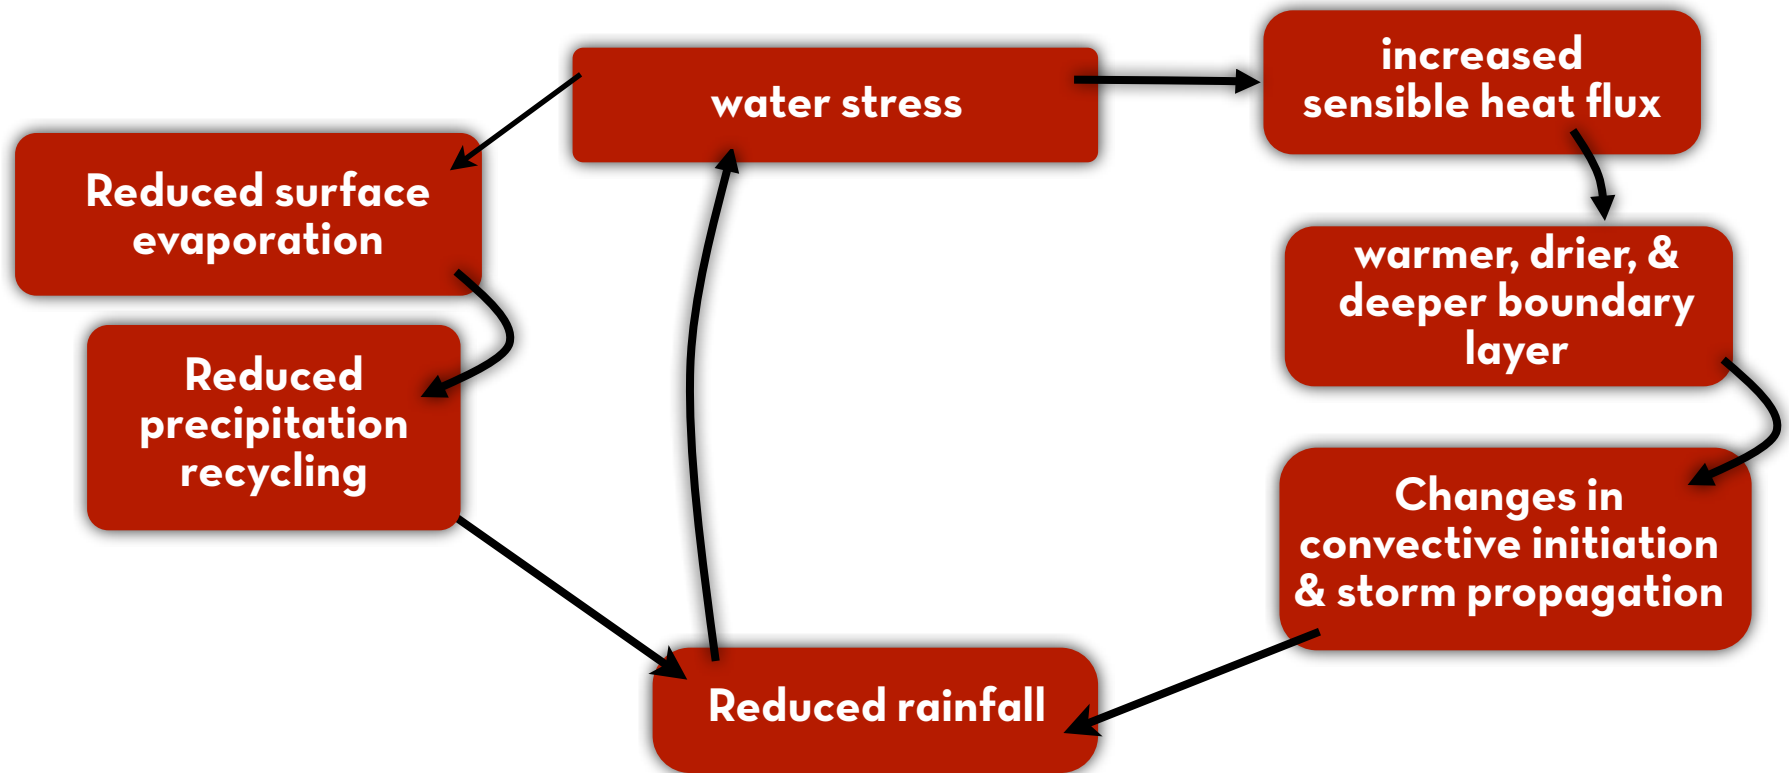 water stress
increased
sensible heat flux
Reduced surface
evaporation
warmer, drier, &
deeper boundary
layer
Reduced
precipitation
recycling
Changes in
convective initiation
& storm propagation
Reduced rainfall